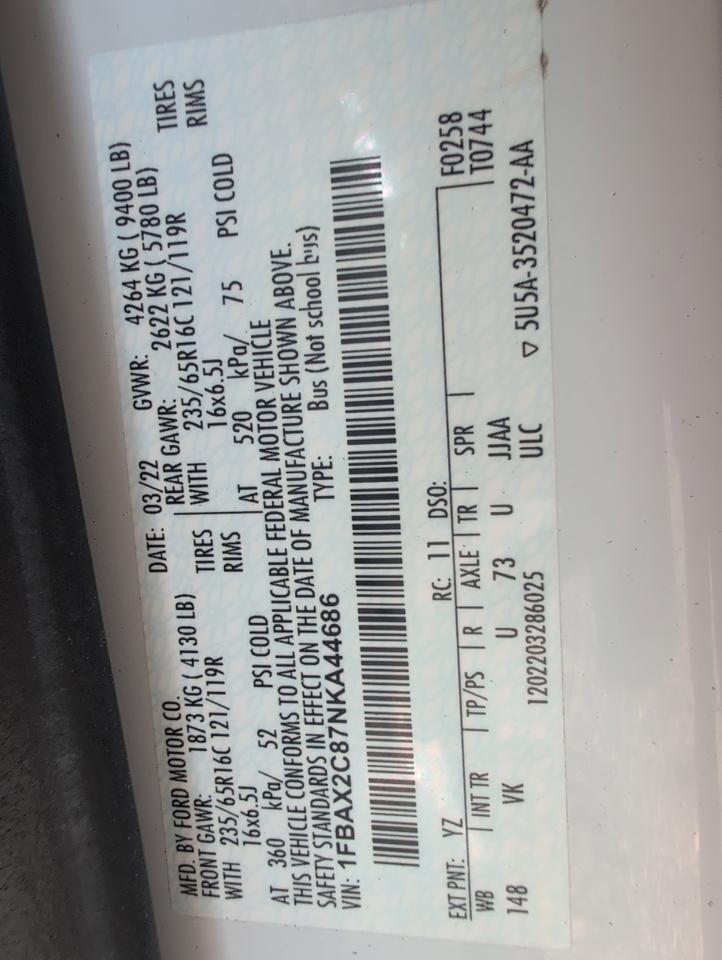 MFD. BY FORD MOTOR CO. DATE: 03/22 GVWR: 4264 KG ( 9400 LB)
FRONT GAWR: 1873 KG ( 4130 LB) REAR GAWR: 2622 KG ( 5780 LB)
WITH 235/65R16C 121/119R TIRES WITH 235/65R16C 121/119R TIRES
16x6.5J RIMS 16x6.5J RIMS
AT 360 kPa/ 52 PSI COLD AT 520 kPa/ 75 PSI COLD
THIS VEHICLE CONFORMS TO ALL APPLICABLE FEDERAL MOTOR VEHICLE
SAFETY STANDARDS IN EFFECT ON THE DATE OF MANUFACTURE SHOWN ABOVE.
VIN: 1FBAX2C87NKA44686 TYPE: Bus (Not school bus)
EXT PNT: YZ RC: 11 DSO: F0258
WB INT TR TP/PS R AXLE TR SPR T0744
148 VK U 73 U JJAA
1202203286025 ULC ▽ 5U5A-3520472-AA